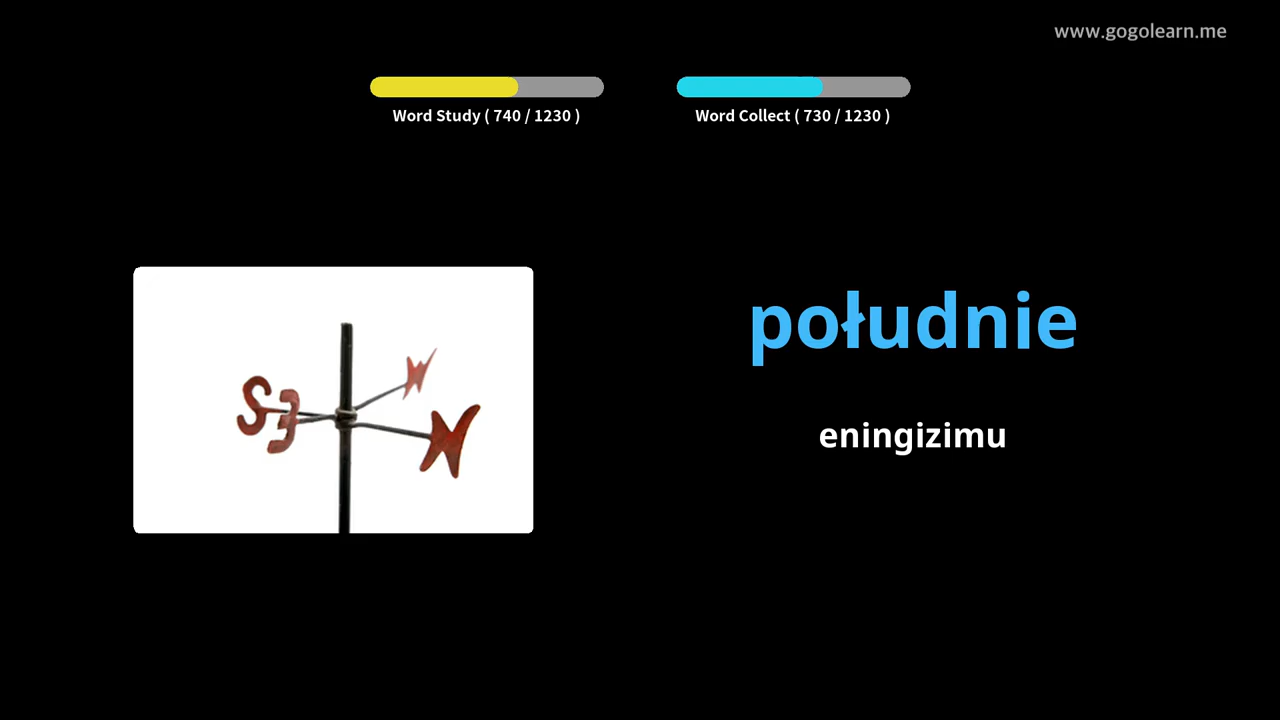 www.gogolearn.me
Word Study ( 740 / 1230 )
Word Collect ( 730 / 1230 )
południe
eningizimu
S
E
N